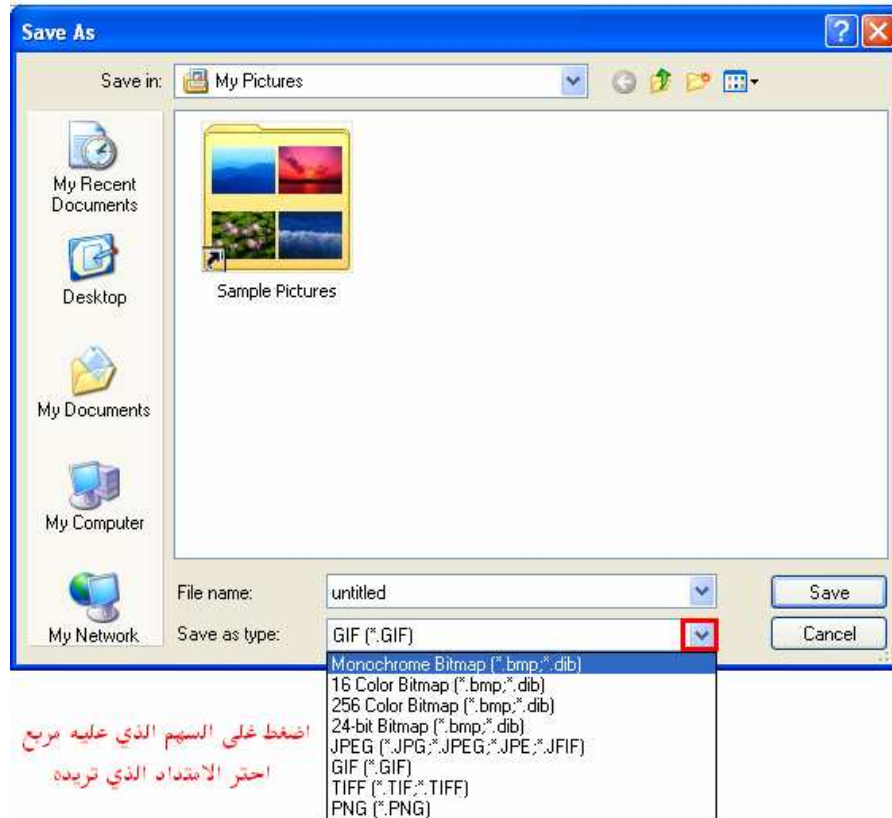 Save As
Save in:
My Pictures
My Recent
Documents
Desktop
My Documents
My Computer
My Network
Sample Pictures
File name:
untitled
Save
Save as type:
GIF (*.GIF)
Cancel
Monochrome Bitmap (*.bmp;*.dib)
16 Color Bitmap (*.bmp;*.dib)
256 Color Bitmap (*.bmp;*.dib)
24-bit Bitmap (*.bmp;*.dib)
JPEG (*.JPG;*.JPEG;*.JPE;*.JFIF)
GIF (*.GIF)
TIFF (*.TIF;*.TIFF)
PNG (*.PNG)
اضغط غلى السهم الذي عليه مربع
احتر الامتداد الذي تريده